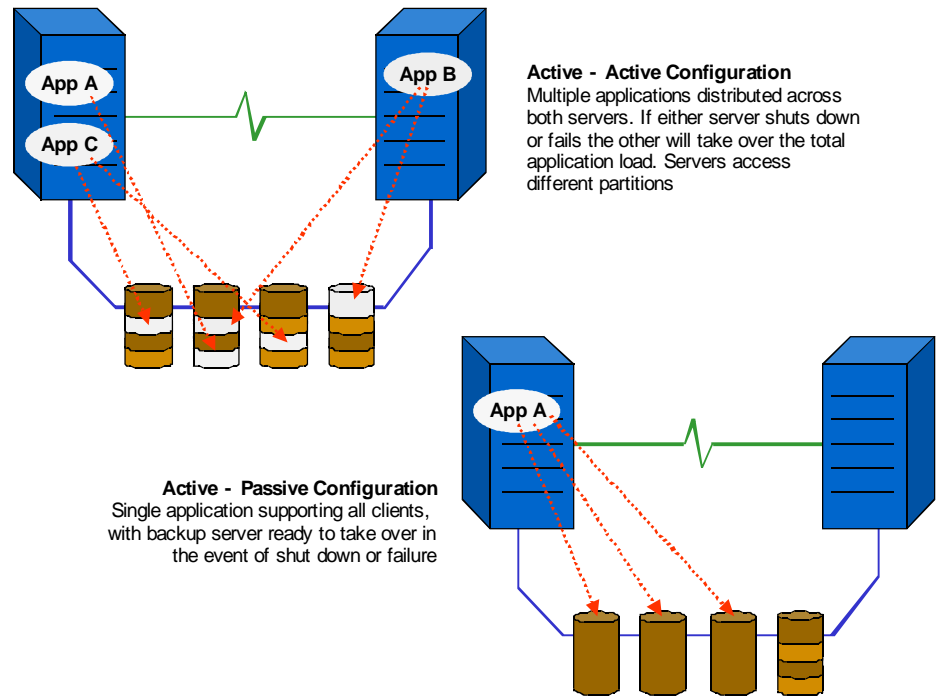 App A
App B
App C
Active - Active Configuration
Multiple applications distributed across
both servers. If either server shuts down
or fails the other will take over the total
application load. Servers access
different partitions
App A
Active - Passive Configuration
Single application supporting all clients,
with backup server ready to take over in
the event of shut down or failure